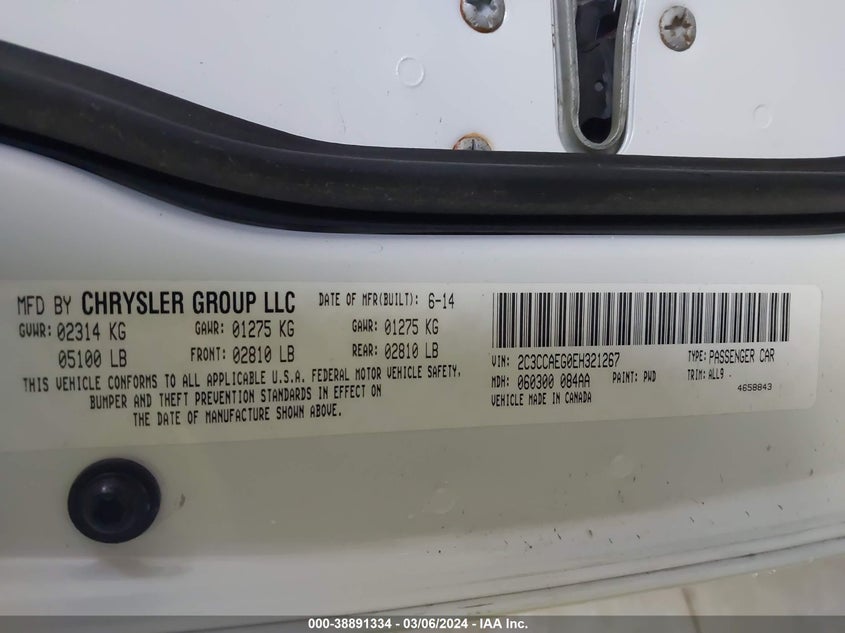 MFD BY CHRYSLER GROUP LLC DATE OF MFR(BUILT): 6-14
GVWR: 02314 KG GAWR: 01275 KG GAWR: 01275 KG
05100 LB FRONT: 02810 LB REAR: 02810 LB
THIS VEHICLE CONFORMS TO ALL APPLICABLE U.S.A. FEDERAL MOTOR VEHICLE SAFETY,
BUMPER AND THEFT PREVENTION STANDARDS IN EFFECT ON
THE DATE OF MANUFACTURE SHOWN ABOVE.
VIN: 2C3CCAEG0EH321267 TYPE: PASSENGER CAR
MDH: 060300 084AA PAINT: PWD TRIM: ALL9 -
VEHICLE MADE IN CANADA 4658843
000-38891334 - 03/06/2024 - IAA Inc.